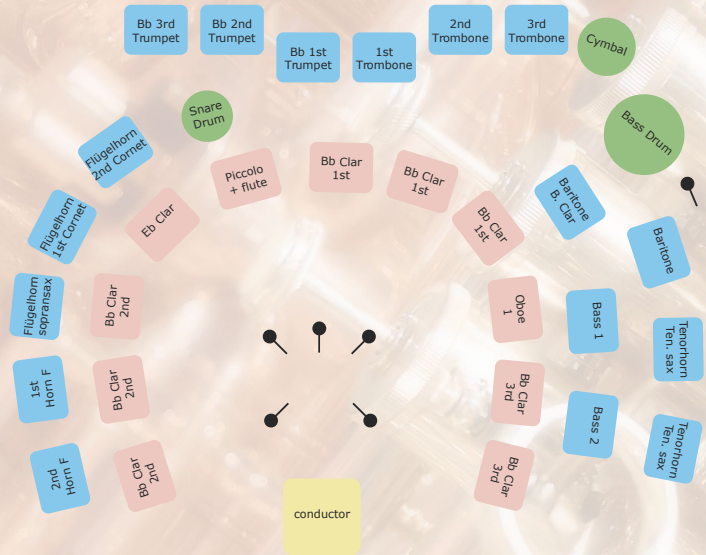 Bb 3rd
Trumpet
Bb 2nd
Trumpet
Bb 1st
Trumpet
1st
Trombone
2nd
Trombone
3rd
Trombone
Cymbal
Snare
Drum
Bass Drum
Flügelhorn
2nd Cornet
Piccolo
+ flute
Bb Clar
1st
Bb Clar
1st
Bb Clar
1st
Baritone
B. Clar
Baritone
Flügelhorn
1st Cornet
Eb Clar
Flügelhorn
sopransax
Bb Clar
2nd
Oboe
1
Bass 1
Tenorhorn
Ten. sax
1st
Horn F
Bb Clar
2nd
Bb Clar
3rd
Bass 2
Tenorhorn
Ten. sax
2nd
Horn F
Bb Clar
2nd
Bb Clar
3rd
conductor